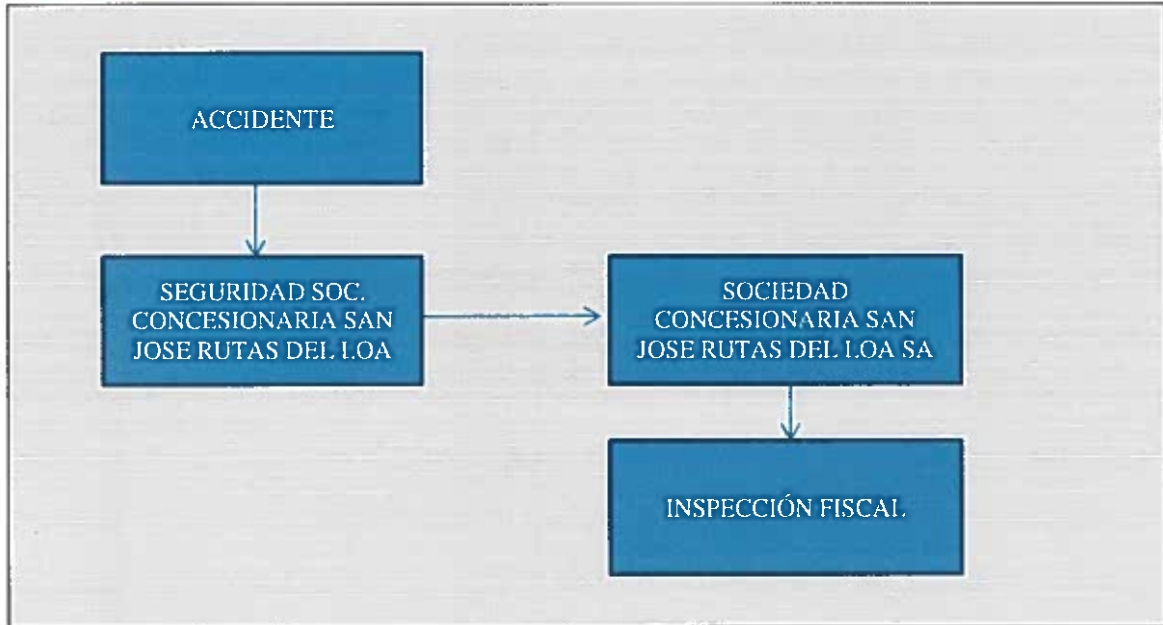 ACCIDENTE
SEGURIDAD SOC.
CONCESIONARIA SAN
JOSE RUTAS DEL LOA
SOCIEDAD
CONCESIONARIA SAN
JOSE RUTAS DEL LOA SA
INSPECCIÓN FISCAL